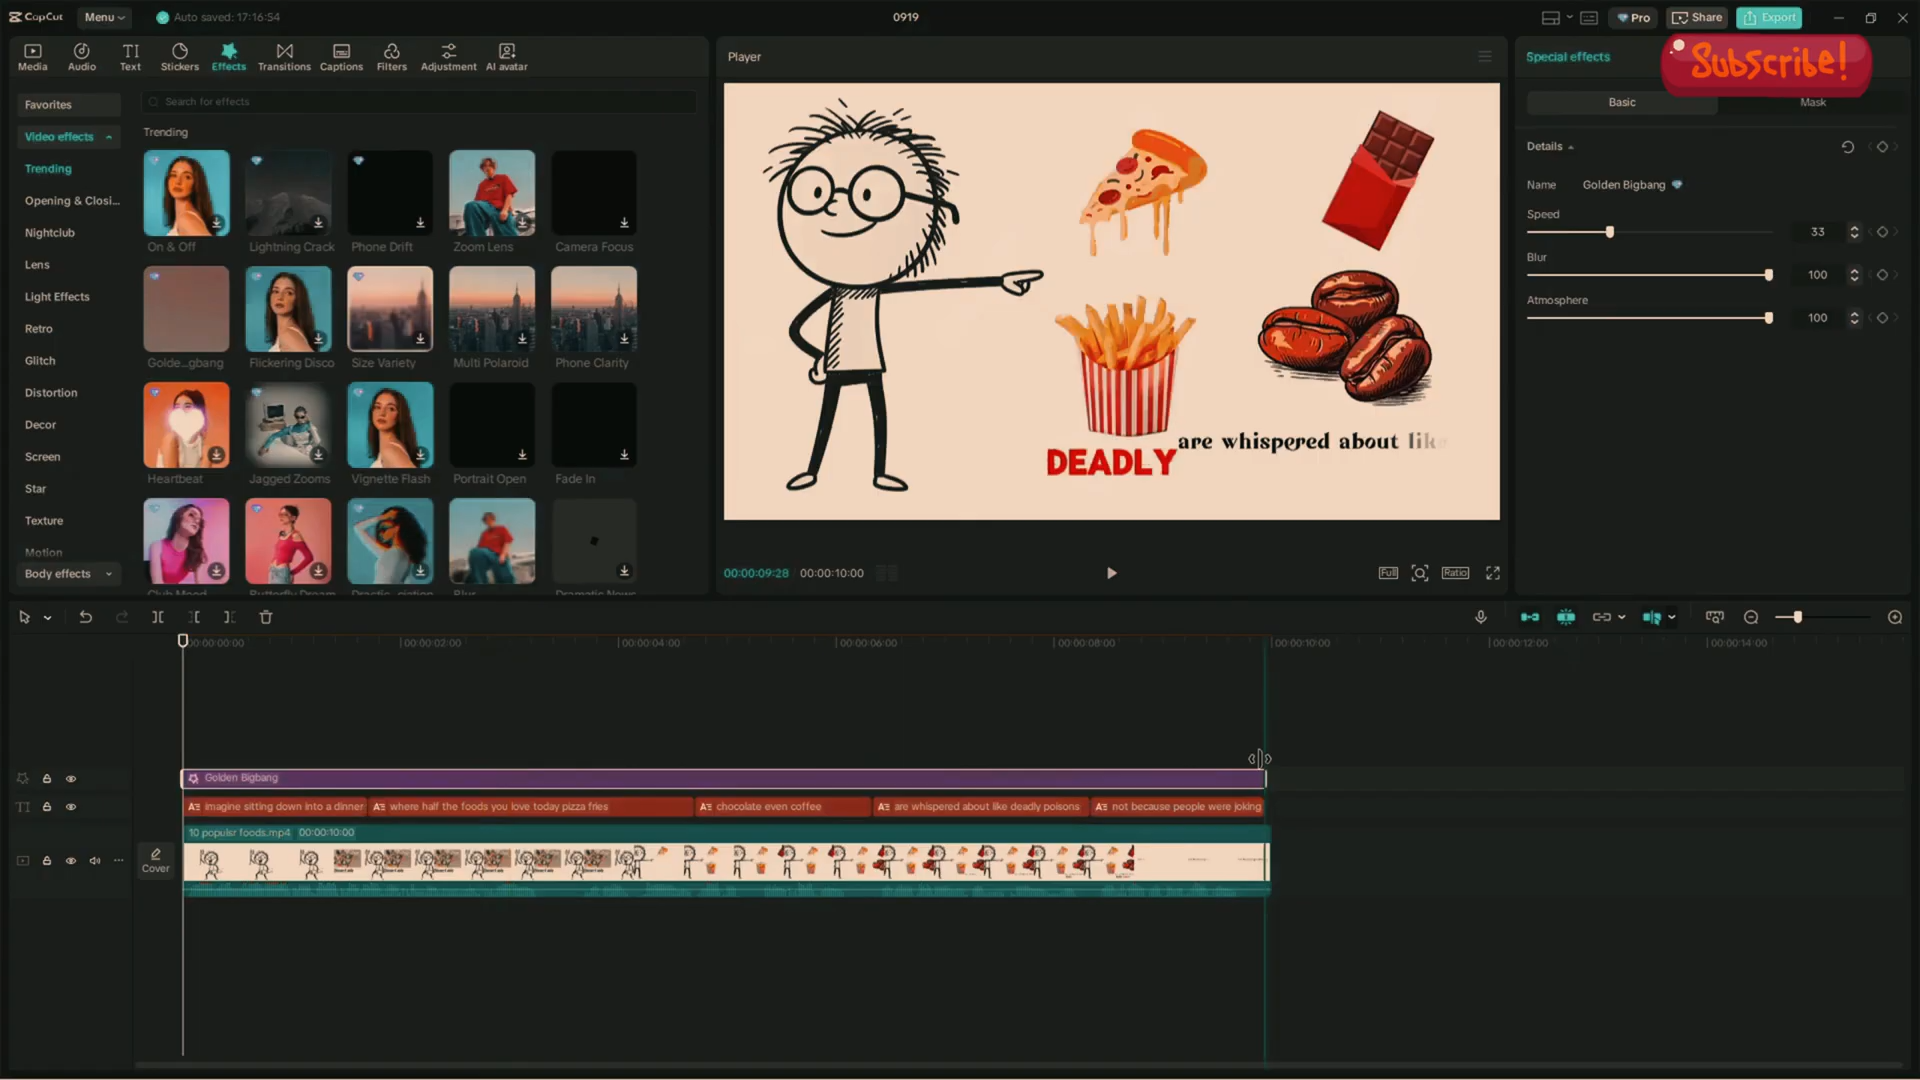 CapCut
Menu
Auto saved: 17:16:54
0919
Pro
Share
Export
Media
Audio
Text
Stickers
Effects
Transitions
Captions
Filters
Adjustment
AI avatar
Player
Special effects
Subscribe!
Favorites
Search for effects
Basic
Mask
Video effects
Trending
Details
Trending
On & Off
Lightning Crack
Phone Drift
Zoom Lens
Camera Focus
Name
Golden Bigbang
Opening & Closi...
Speed
33
Nightclub
Blur
100
Lens
Atmosphere
100
Light Effects
Retro
Golde...gbang
Flickering Disco
Size Variety
Multi Polaroid
Phone Clarity
Glitch
Distortion
Decor
Screen
Heartbeat
Jagged Zooms
Vignette Flash
Portrait Open
Fade In
Star
Texture
Motion
Body effects
Club Mood
Butterfly Dream
Blur
Dramatic News
are whispered about like
DEADLY
00:00:09:28
00:00:10:00
Full
Ratio
00:00:00:00
00:00:02:00
00:00:04:00
00:00:06:00
00:00:08:00
00:00:10:00
00:00:12:00
00:00:14:00
Golden Bigbang
imagine sitting down into a dinner
where half the foods you love today pizza fries
chocolate even coffee
are whispered about like deadly poisons
not because people were joking
10 populsr foods.mp4
00:00:10:00
Cover